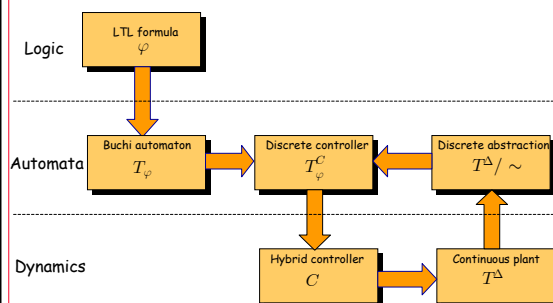 LTL formula
φ
Logic
Buchi automaton
T_φ
Discrete controller
T_φ^C
Discrete abstraction
T^Δ/ ∼
Automata
Hybrid controller
C
Continuous plant
T^Δ
Dynamics